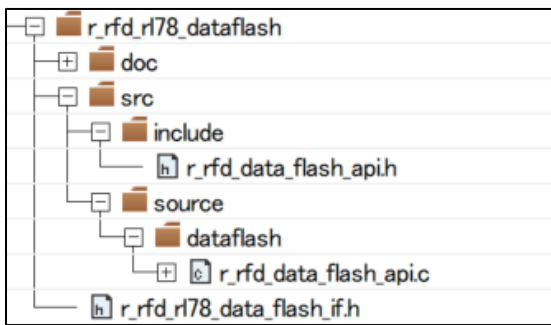 r_rfd_rl78_dataflash
doc
src
include
r_rfd_data_flash_api.h
source
dataflash
r_rfd_data_flash_api.c
r_rfd_rl78_data_flash_if.h